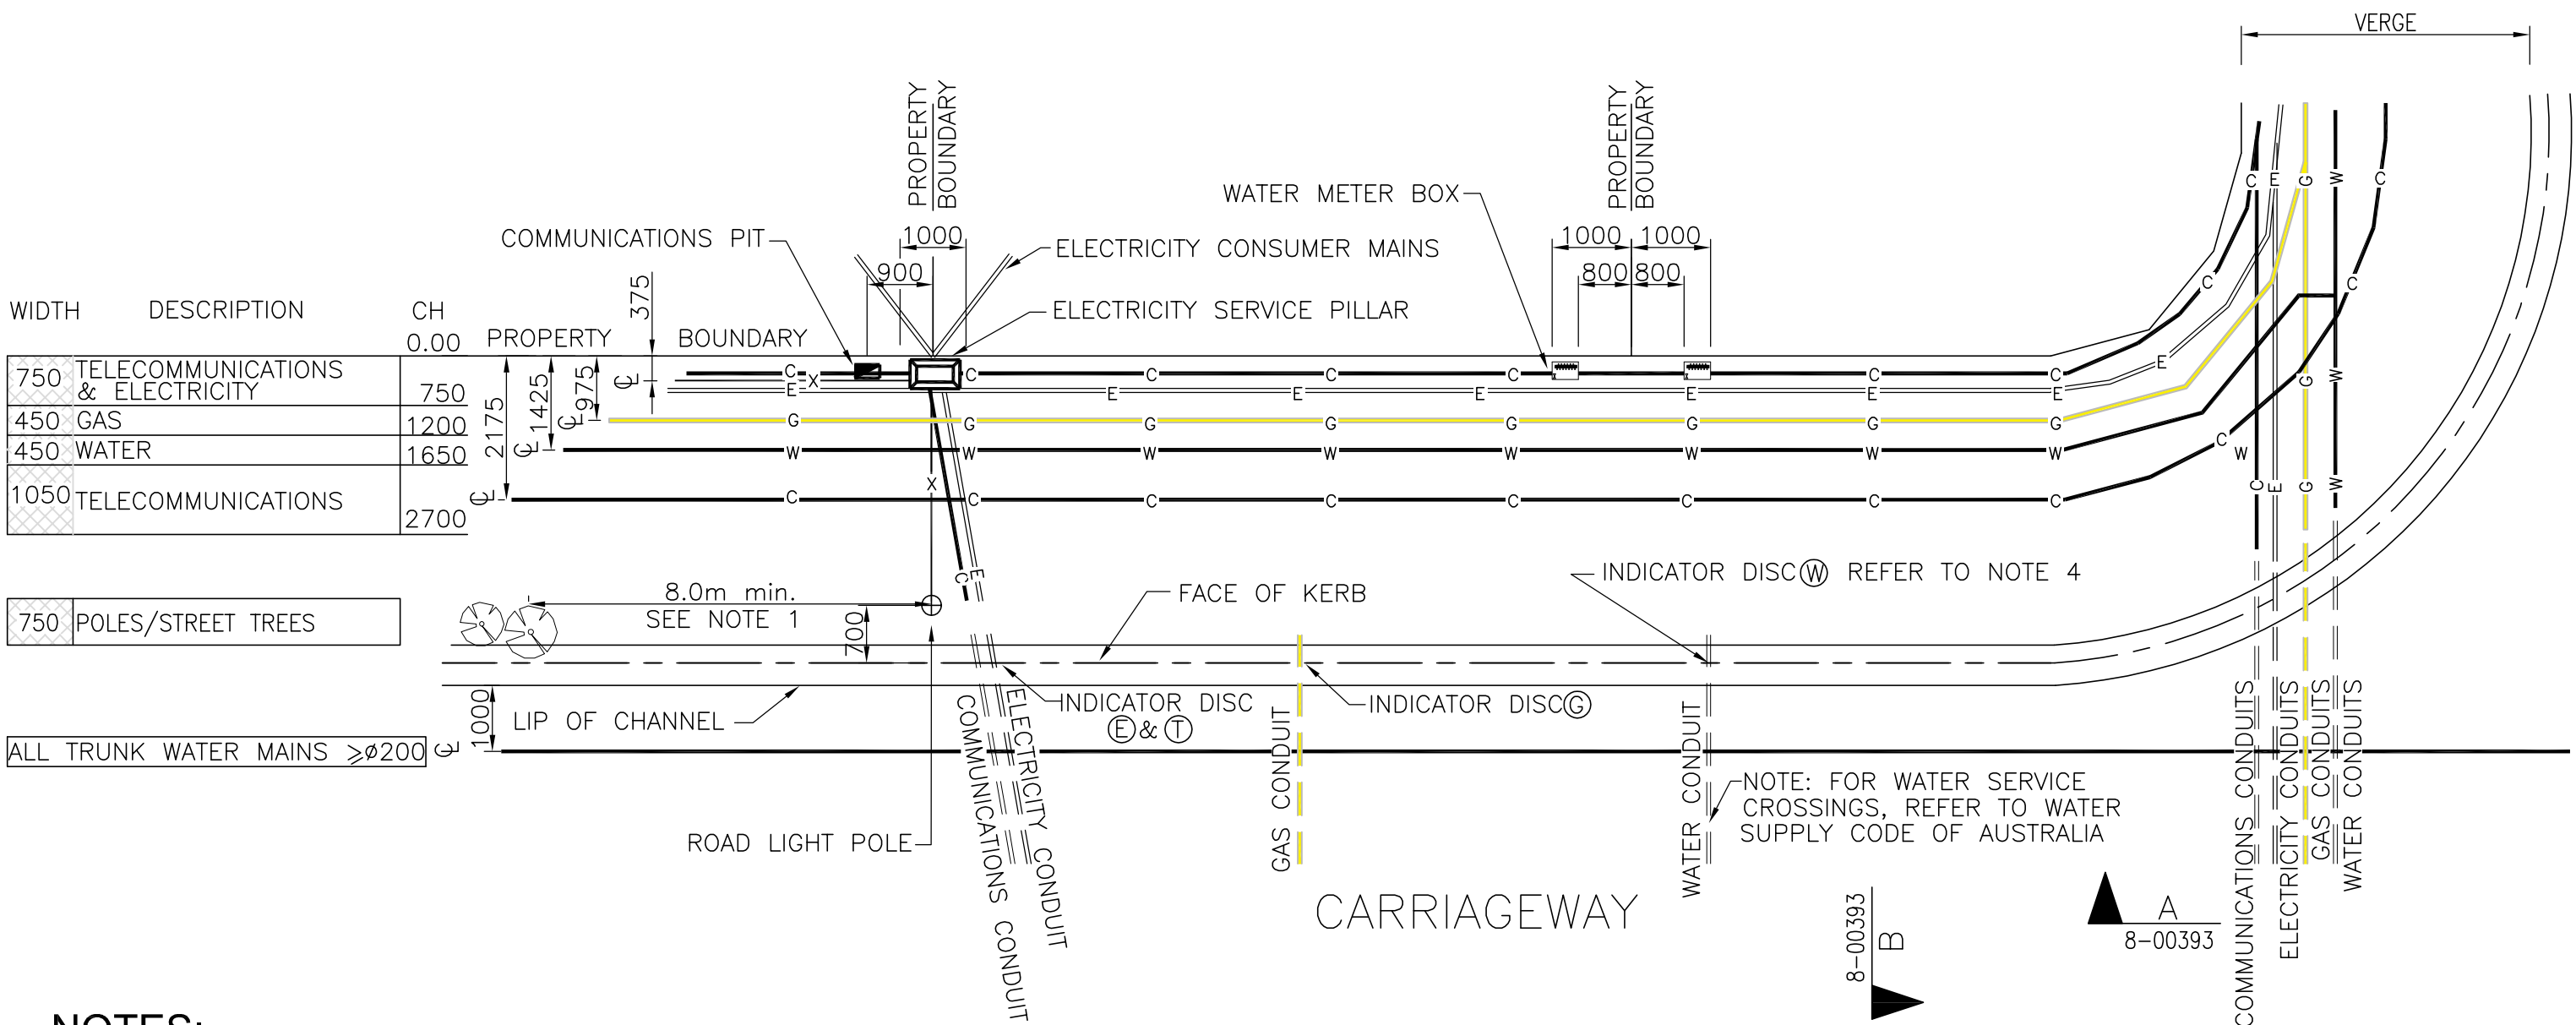 VERGE
PROPERTY
BOUNDARY
PROPERTY
BOUNDARY
WATER METER BOX
COMMUNICATIONS PIT
1000
900
ELECTRICITY CONSUMER MAINS
1000 1000
800 800
375
ELECTRICITY SERVICE PILLAR
WIDTH DESCRIPTION CH
0.00
PROPERTY BOUNDARY
750 TELECOMMUNICATIONS
& ELECTRICITY 750
450 GAS 1200
450 WATER 1650
1050 TELECOMMUNICATIONS
2700
2175
1425
975
℄ ℄ ℄ ℄
C C C C C C C C C C
X
E E E E E E E E E
G G G G G G G G G G G
W W W W W W W W W W W W
C C C C C C C C C C
X
C E
C E
750 POLES/STREET TREES
8.0m min.
SEE NOTE 1
700
FACE OF KERB
INDICATOR DISC Ⓦ REFER TO NOTE 4
1000
LIP OF CHANNEL
INDICATOR DISC
Ⓔ & Ⓣ
INDICATOR DISC Ⓖ
ALL TRUNK WATER MAINS ⩾ø200 ℄
ROAD LIGHT POLE
COMMUNICATIONS CONDUIT
ELECTRICITY CONDUIT
GAS CONDUIT
WATER CONDUIT
NOTE: FOR WATER SERVICE
CROSSINGS, REFER TO WATER
SUPPLY CODE OF AUSTRALIA
CARRIAGEWAY
8-00393
B
A
8-00393
COMMUNICATIONS CONDUITS
ELECTRICITY CONDUITS
GAS CONDUITS
WATER CONDUITS
NOTES: